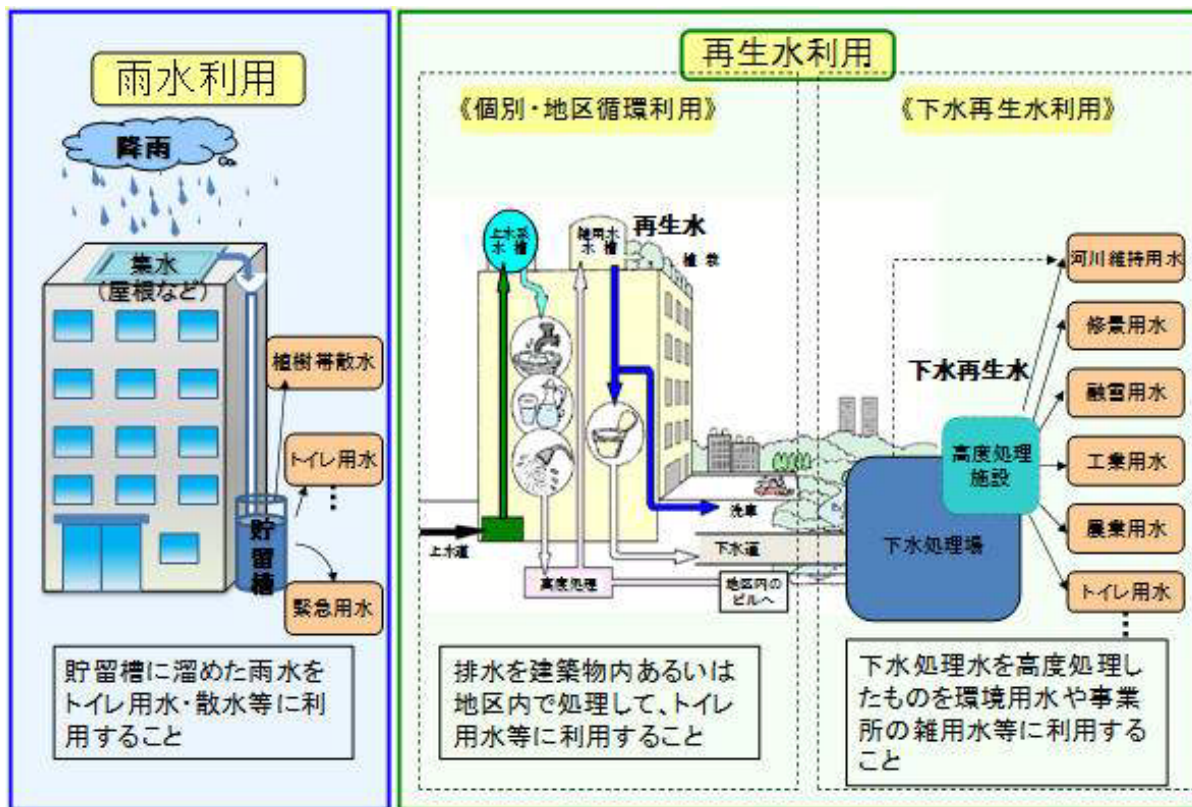 雨水利用
降雨
集水
(屋根など)
植樹帯散水
トイレ用水
貯留槽
緊急用水
貯留槽に溜めた雨水を
トイレ用水・散水等に利
用すること
再生水利用
《個別・地区循環利用》
上水系
水槽
雑用水
水槽
再生水
植栽
上水道
洗車
下水道
高度処理
地区内の
ビルへ
排水を建築物内あるいは
地区内で処理して、トイレ
用水等に利用すること
《下水再生水利用》
下水再生水
高度処理
施設
下水処理場
河川維持用水
修景用水
融雪用水
工業用水
農業用水
トイレ用水
下水処理水を高度処理し
たものを環境用水や事業
所の雑用水等に利用する
こと